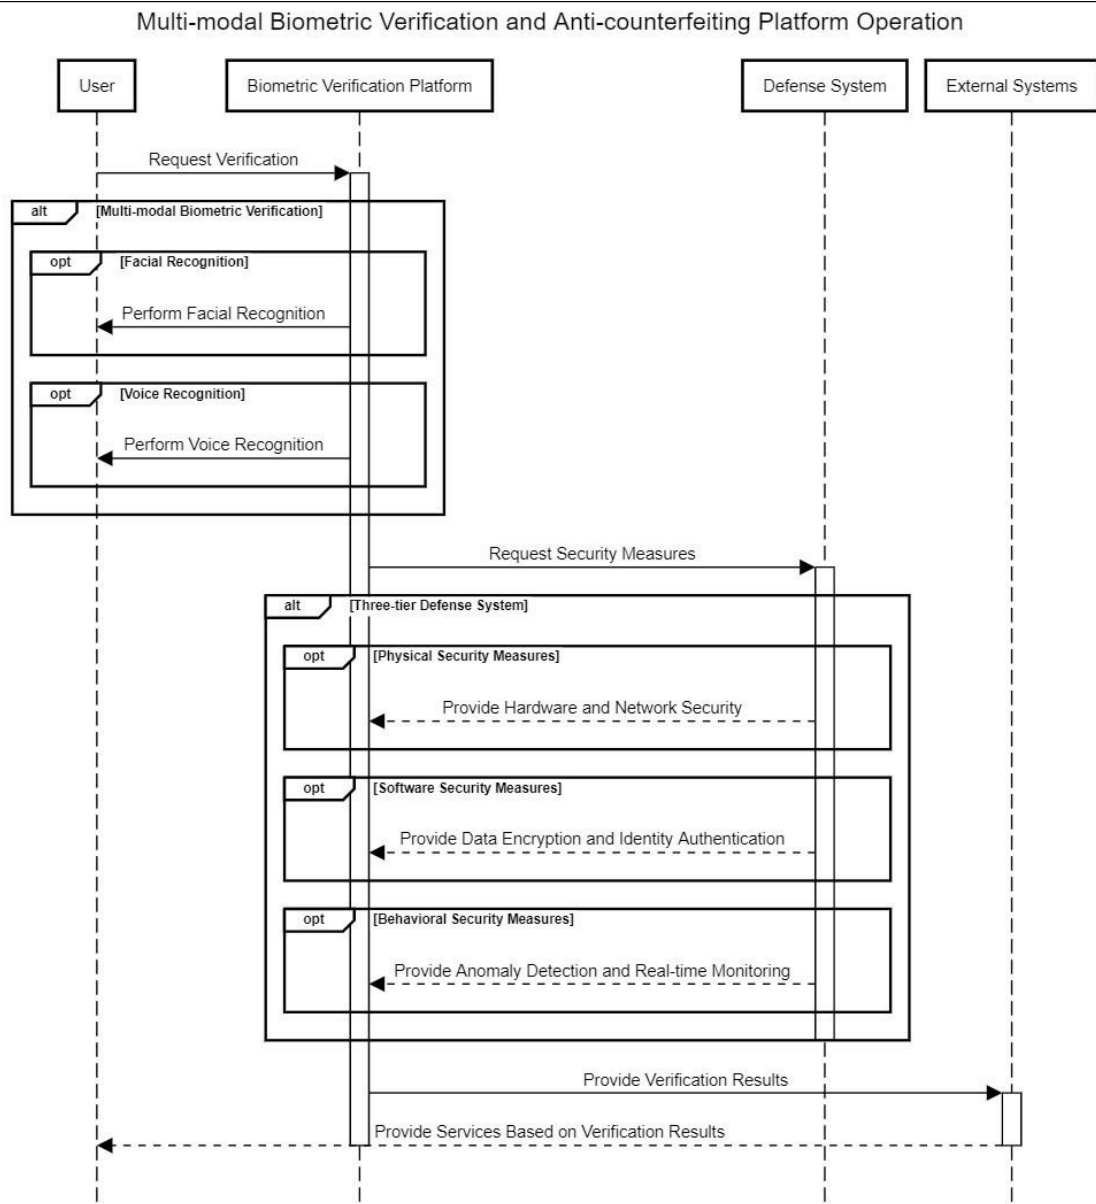 Multi-modal Biometric Verification and Anti-counterfeiting Platform Operation
User
Biometric Verification Platform
Defense System
External Systems
Request Verification
alt
[Multi-modal Biometric Verification]
opt
[Facial Recognition]
Perform Facial Recognition
opt
[Voice Recognition]
Perform Voice Recognition
Request Security Measures
alt
[Three-tier Defense System]
opt
[Physical Security Measures]
Provide Hardware and Network Security
opt
[Software Security Measures]
Provide Data Encryption and Identity Authentication
opt
[Behavioral Security Measures]
Provide Anomaly Detection and Real-time Monitoring
Provide Verification Results
Provide Services Based on Verification Results